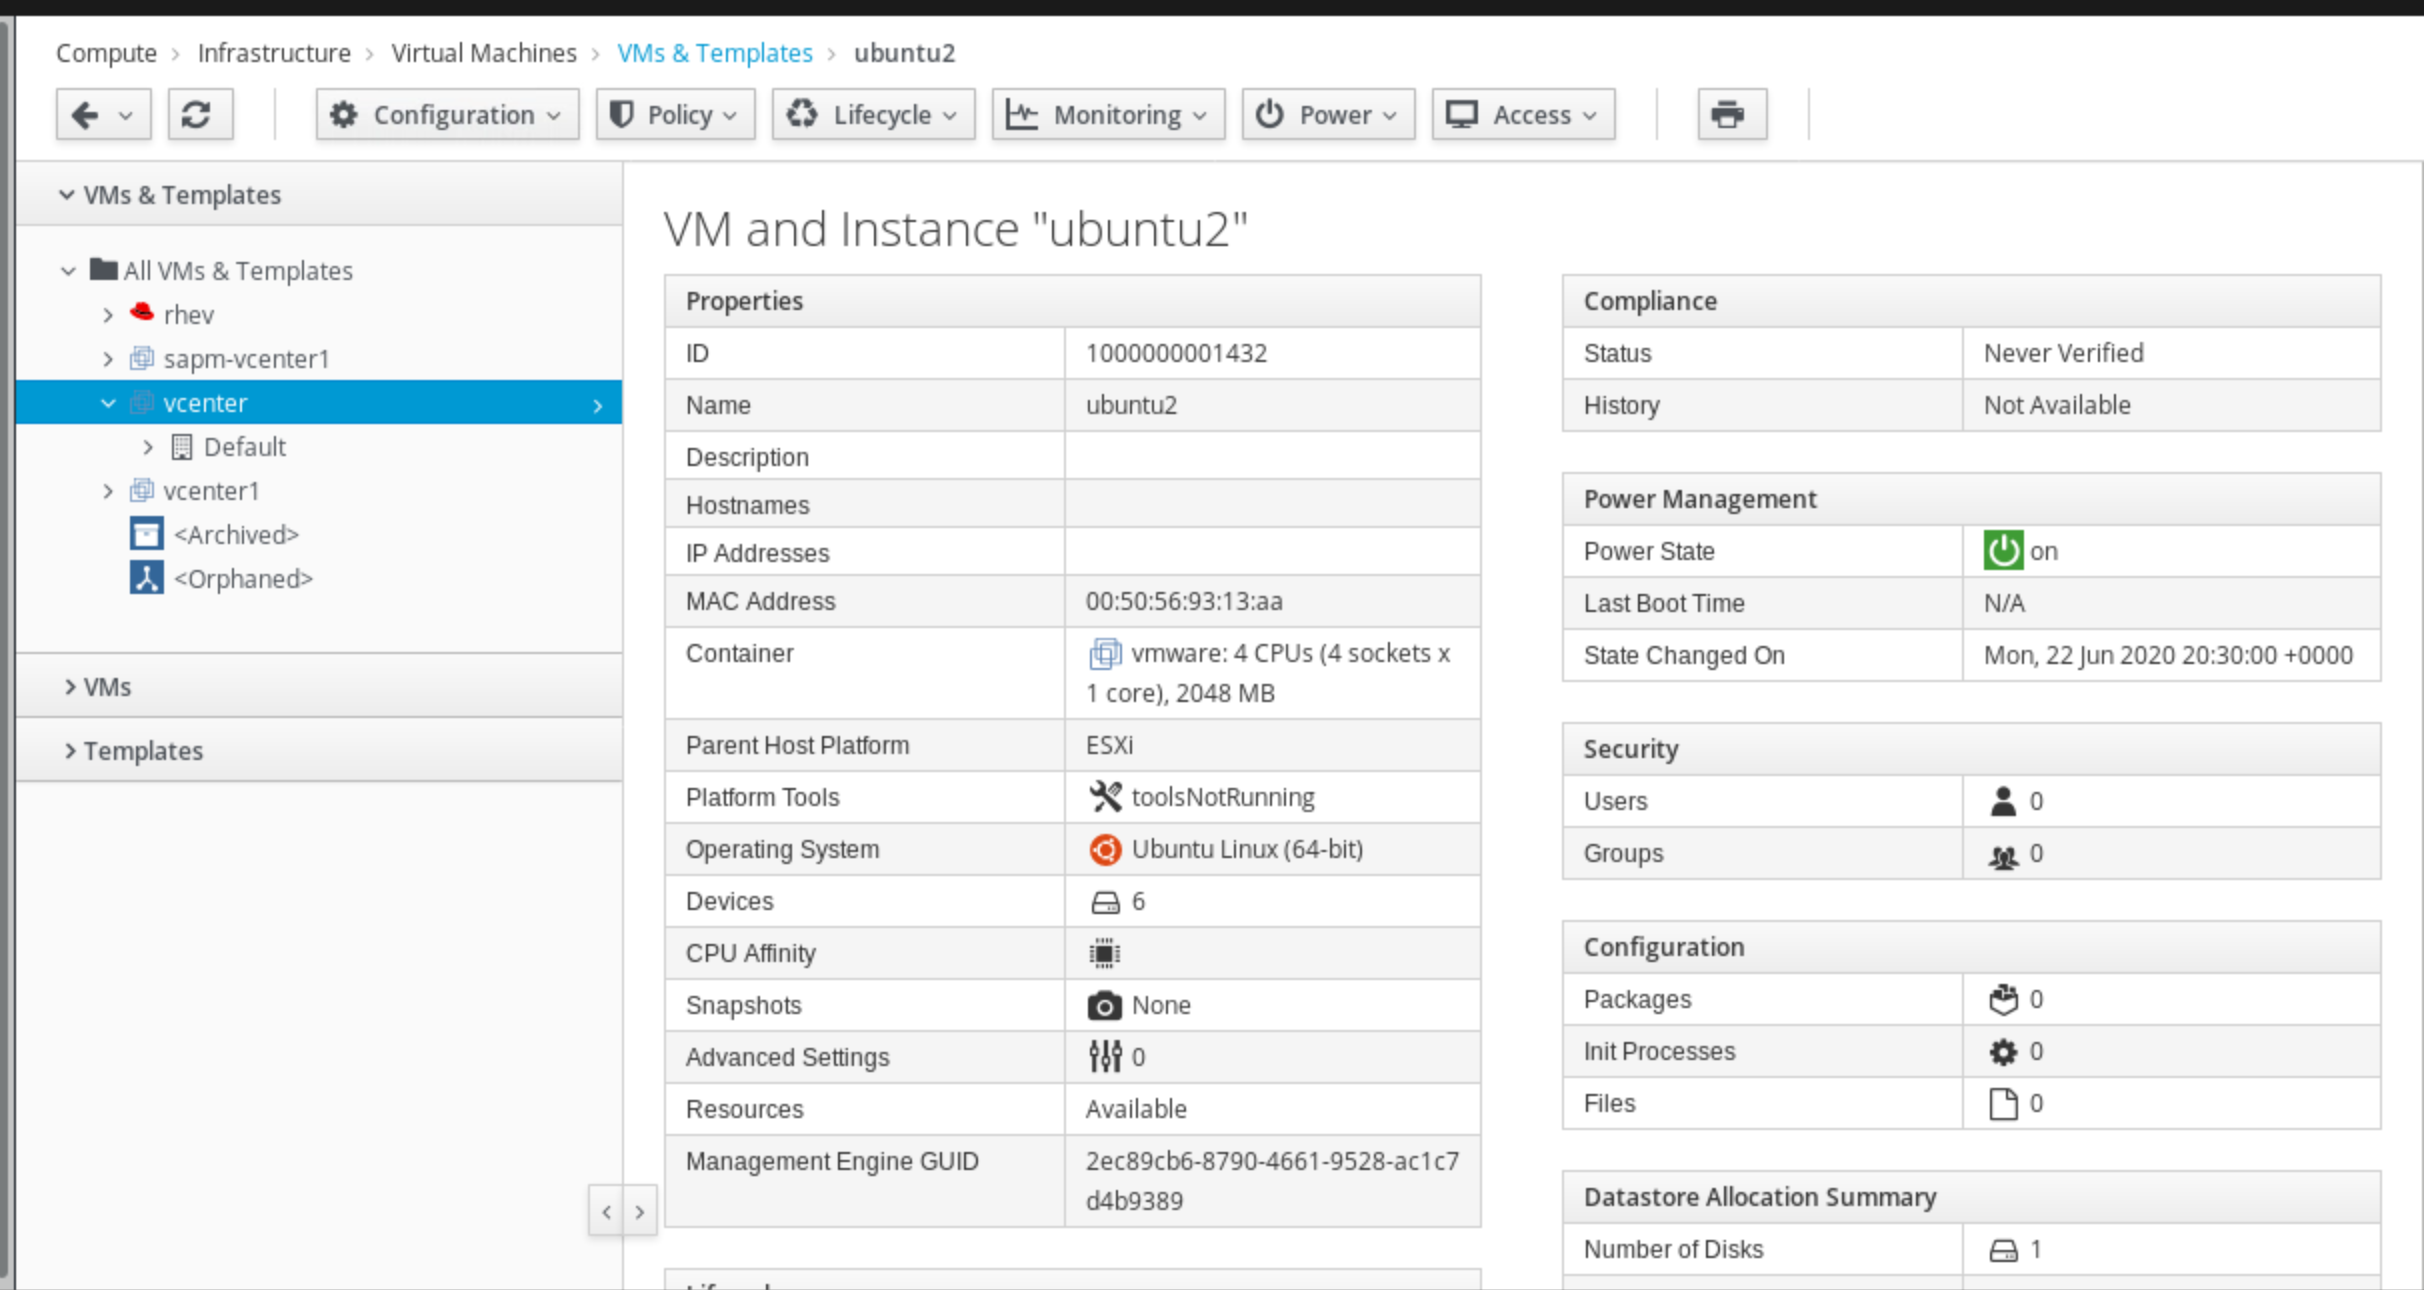 Compute > Infrastructure > Virtual Machines > VMs & Templates > ubuntu2
Configuration Policy Lifecycle Monitoring Power Access
VMs & Templates
All VMs & Templates
rhev
sapm-vcenter1
vcenter
Default
vcenter1
<Archived>
<Orphaned>
VMs
Templates
VM and Instance "ubuntu2"
Properties
ID 1000000001432
Name ubuntu2
Description
Hostnames
IP Addresses
MAC Address 00:50:56:93:13:aa
Container vmware: 4 CPUs (4 sockets x
1 core), 2048 MB
Parent Host Platform ESXi
Platform Tools toolsNotRunning
Operating System Ubuntu Linux (64-bit)
Devices 6
CPU Affinity
Snapshots None
Advanced Settings 0
Resources Available
Management Engine GUID 2ec89cb6-8790-4661-9528-ac1c7
d4b9389
Compliance
Status Never Verified
History Not Available
Power Management
Power State on
Last Boot Time N/A
State Changed On Mon, 22 Jun 2020 20:30:00 +0000
Security
Users 0
Groups 0
Configuration
Packages 0
Init Processes 0
Files 0
Datastore Allocation Summary
Number of Disks 1